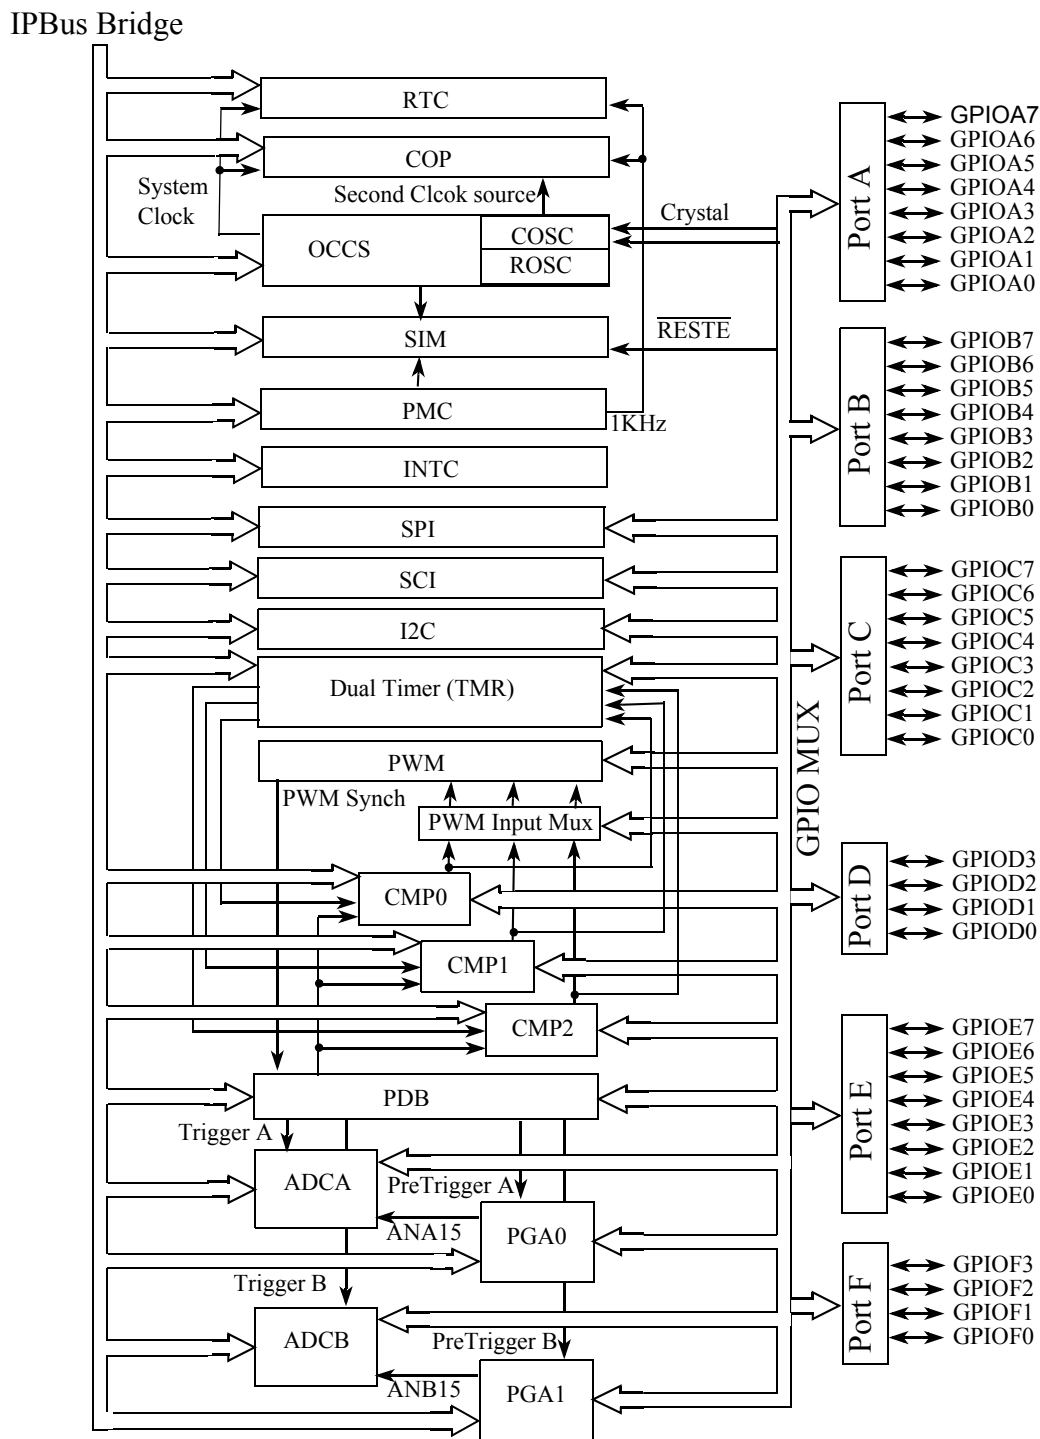 IPBus Bridge
RTC
COP
System
Clock
Second Clcok source
OCCS
COSC
ROSC
Crystal
SIM
RESTE
PMC
1KHz
INTC
SPI
SCI
I2C
Dual Timer (TMR)
PWM
PWM Synch
PWM Input Mux
CMP0
CMP1
CMP2
PDB
Trigger A
ADCA
PreTrigger A
ANA15
PGA0
Trigger B
ADCB
PreTrigger B
ANB15
PGA1
GPIO MUX
Port A
GPIOA7
GPIOA6
GPIOA5
GPIOA4
GPIOA3
GPIOA2
GPIOA1
GPIOA0
Port B
GPIOB7
GPIOB6
GPIOB5
GPIOB4
GPIOB3
GPIOB2
GPIOB1
GPIOB0
Port C
GPIOC7
GPIOC6
GPIOC5
GPIOC4
GPIOC3
GPIOC2
GPIOC1
GPIOC0
Port D
GPIOD3
GPIOD2
GPIOD1
GPIOD0
Port E
GPIOE7
GPIOE6
GPIOE5
GPIOE4
GPIOE3
GPIOE2
GPIOE1
GPIOE0
Port F
GPIOF3
GPIOF2
GPIOF1
GPIOF0